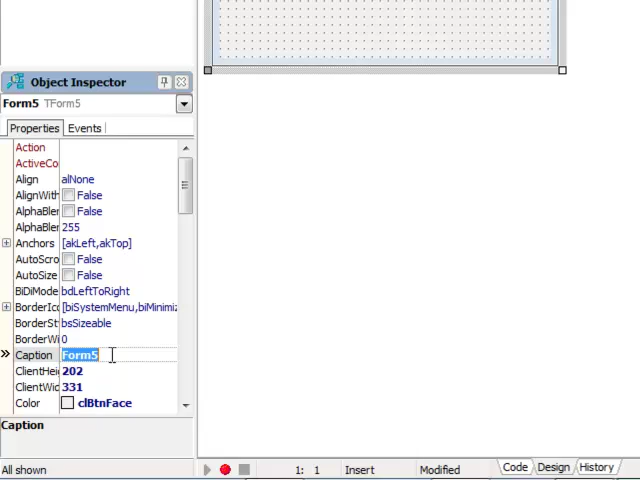 Object Inspector
Form5 TForm5
Properties Events
Action
ActiveCo
Align alNone
AlignWith False
AlphaBler False
AlphaBler 255
Anchors [akLeft,akTop]
AutoScro False
AutoSize False
BiDiMode bdLeftToRight
BorderIco [biSystemMenu,biMinimiz
BorderSt bsSizeable
BorderWi 0
Caption Form5
ClientHei 202
ClientWid 331
Color clBtnFace
Caption
All shown
1: 1 Insert Modified Code Design History